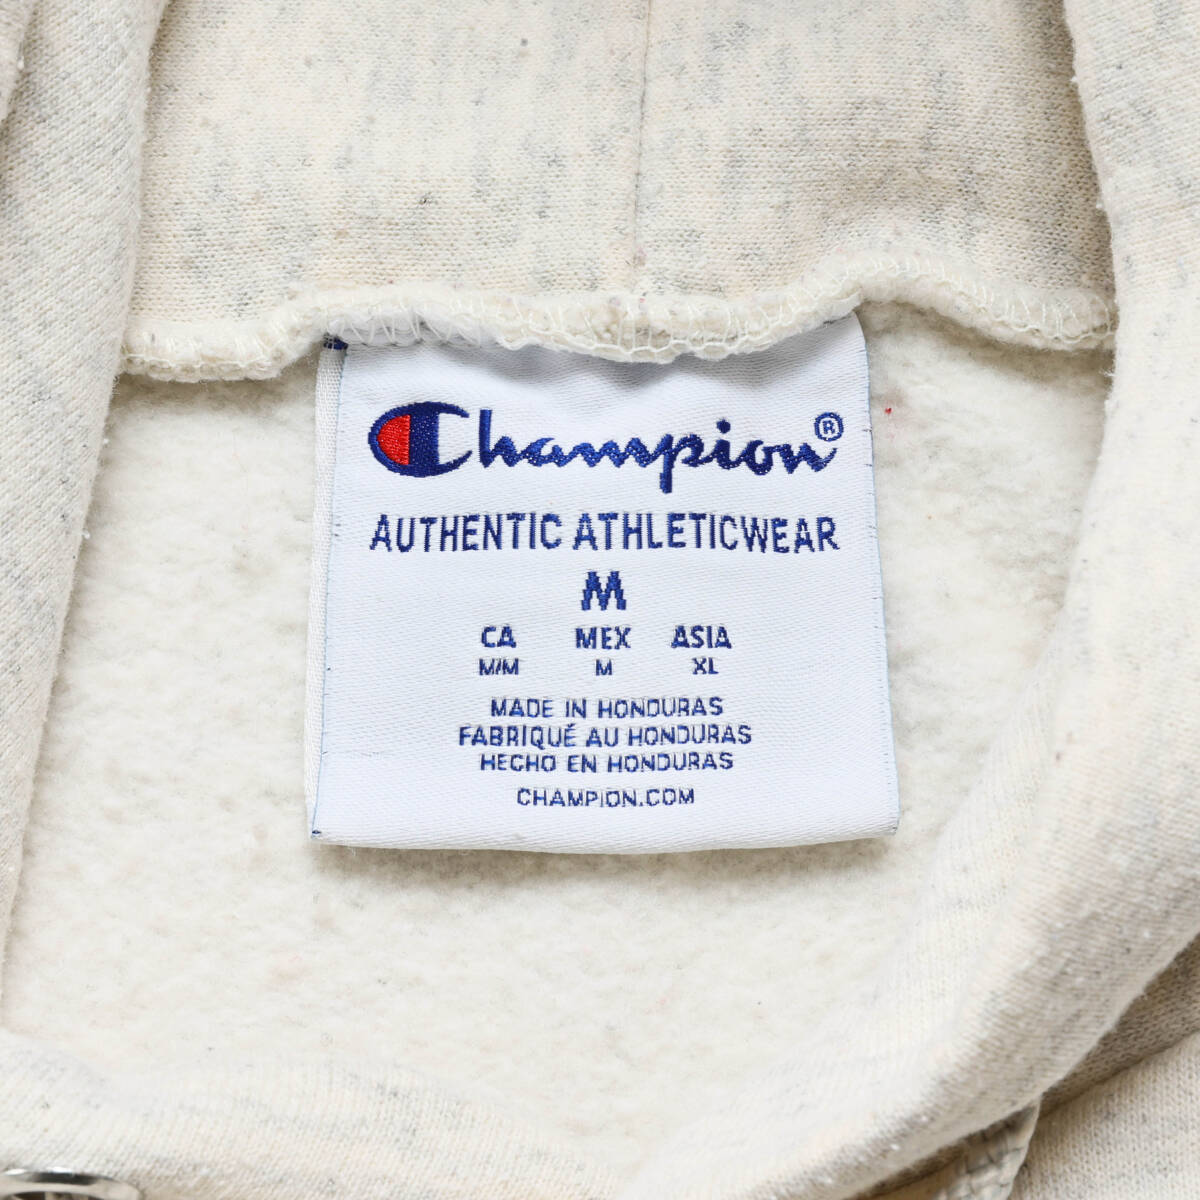 Champion®
AUTHENTIC ATHLETICWEAR
M
CA MEX ASIA
M/M M XL
MADE IN HONDURAS
FABRIQUÉ AU HONDURAS
HECHO EN HONDURAS
CHAMPION.COM